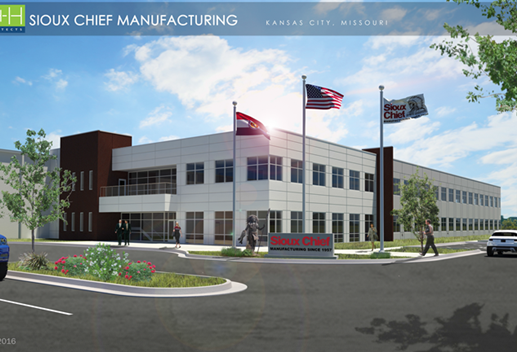 SIOUX CHIEF MANUFACTURING
KANSAS CITY, MISSOURI
Sioux Chief
Sioux Chief
MANUFACTURING SINCE 1957
2016